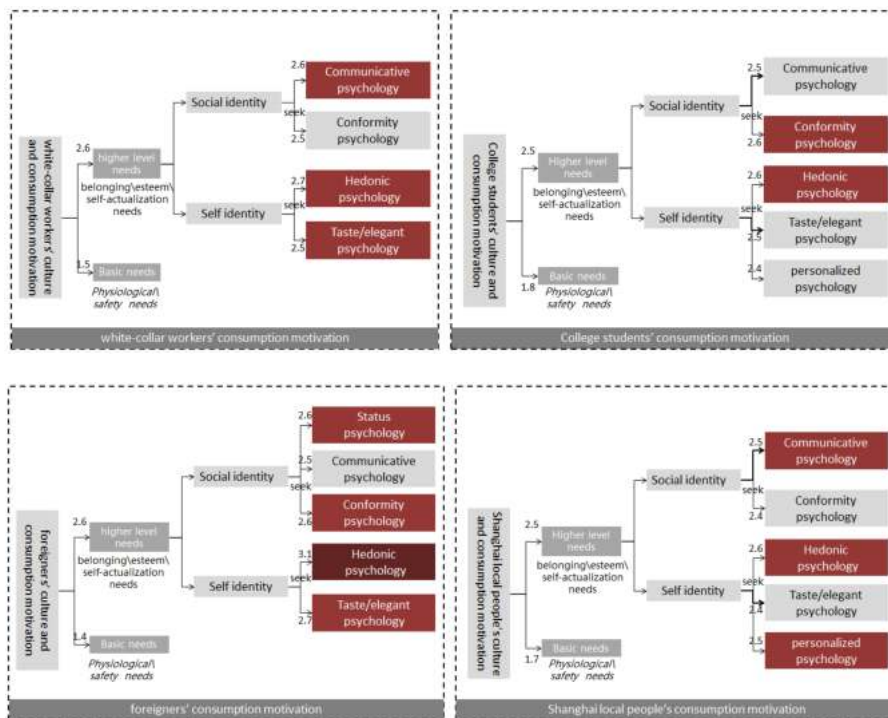 white-collar workers' culture
and consumption motivation
2.6
higher level
needs
belonging\esteem\
self-actualization
needs
1.5
Basic needs
Physiological\
safety needs
Social identity
seek
2.6
Communicative
psychology
2.5
Conformity
psychology
Self identity
seek
2.7
Hedonic
psychology
2.5
Taste/elegant
psychology
white-collar workers' consumption motivation
College students' culture and
consumption motivation
2.5
Higher level
needs
belonging\esteem\
self-actualization
needs
1.8
Basic needs
Physiological\
safety needs
Social identity
seek
2.5
Communicative
psychology
2.6
Conformity
psychology
Self identity
seek
2.6
Hedonic
psychology
2.5
Taste/elegant
psychology
2.4
personalized
psychology
College students' consumption motivation
foreigners' culture and
consumption motivation
2.6
Higher level
needs
belonging\esteem\
self-actualization
needs
1.4
Basic needs
Physiological\
safety needs
Social identity
seek
2.6
Status
psychology
2.5
Communicative
psychology
2.6
Conformity
psychology
Self identity
seek
3.1
Hedonic
psychology
2.7
Taste/elegant
psychology
foreigners' consumption motivation
Shanghai local people's culture
and consumption motivation
2.5
Higher level
needs
belonging\esteem\
self-actualization
needs
1.7
Basic needs
Physiological\
safety needs
Social identity
seek
2.5
Communicative
psychology
2.4
Conformity
psychology
Self identity
seek
2.6
Hedonic
psychology
2.4
Taste/elegant
psychology
2.5
personalized
psychology
Shanghai local people's consumption motivation